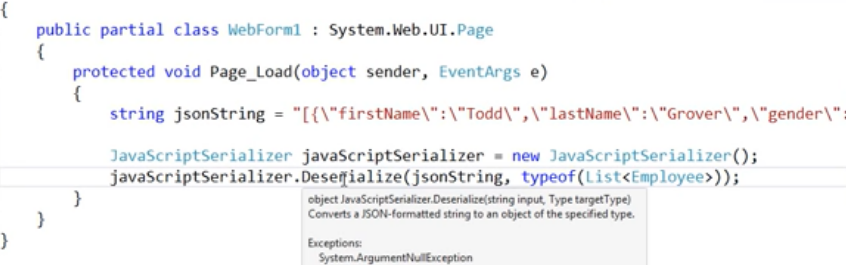 {
public partial class WebForm1 : System.Web.UI.Page
{
protected void Page_Load(object sender, EventArgs e)
{
string jsonString = "[{\"firstName\":\"Todd\",\"lastName\":\"Grover\",\"gender\":
JavaScriptSerializer javaScriptSerializer = new JavaScriptSerializer();
javaScriptSerializer.Deserialize(jsonString, typeof(List<Employee>));
}
object JavaScriptSerializer.Deserialize(string input, Type targetType)
Converts a JSON-formatted string to an object of the specified type.
}
}
Exceptions:
System.ArgumentNullException